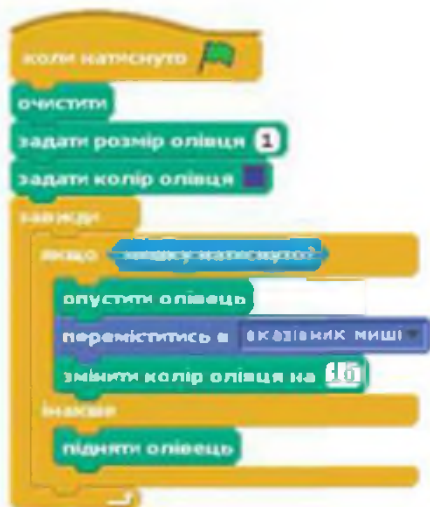 коли натиснуто
очистити
задати розмір олівця 1
задати колір олівця
завжди
якщо мишку натиснуто?
опустити олівець
переміститись в вказівник миші
змінити колір олівця на
інакше
підняти олівець